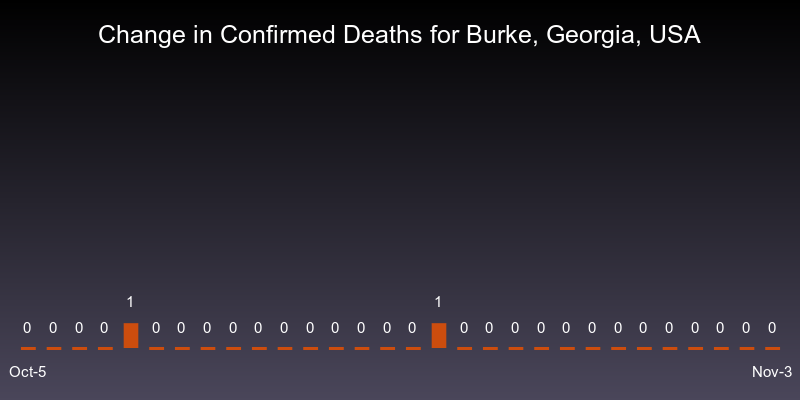 Change in Confirmed Deaths for Burke, Georgia, USA
1 1
0 0 0 0 0 0 0 0 0 0 0 0 0 0 0 0 0 0 0 0 0 0 0 0 0 0 0 0
Oct-5 Nov-3